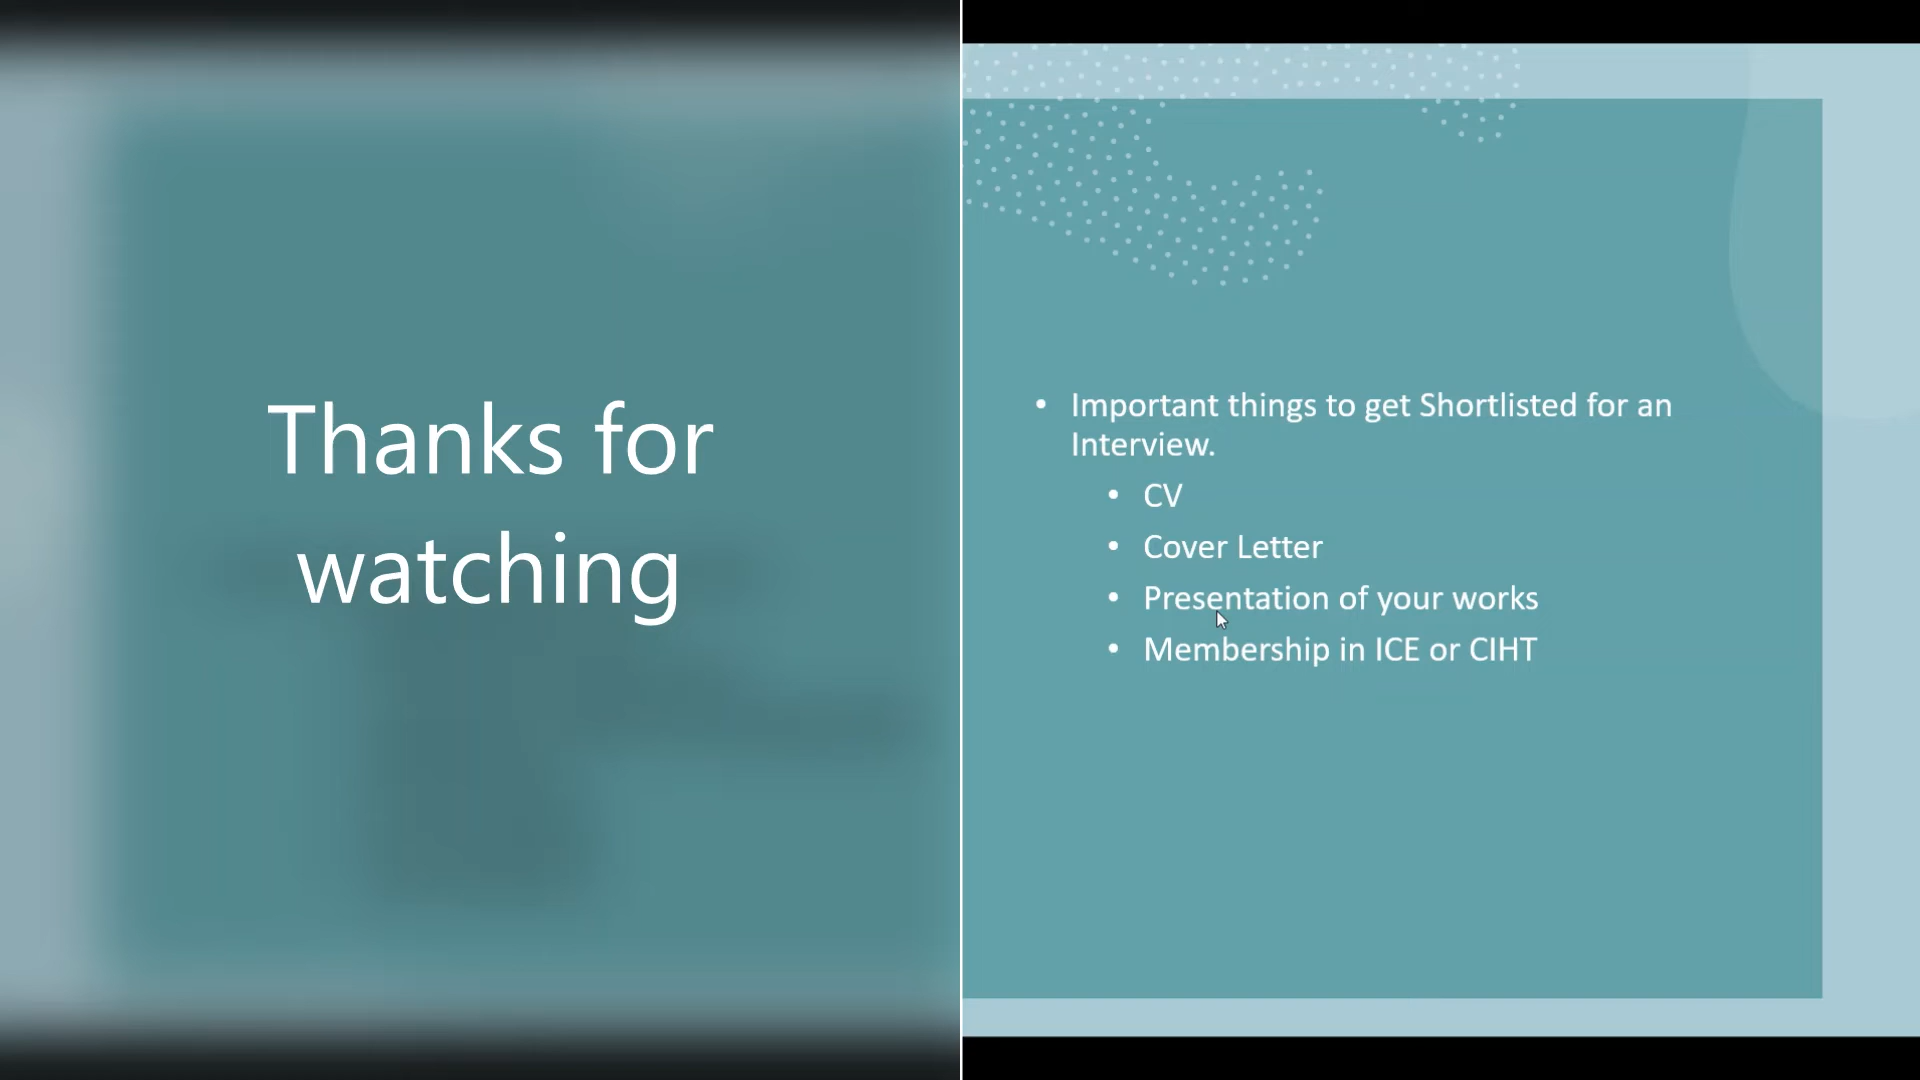 Thanks for
watching
• Important things to get Shortlisted for an
Interview.
• CV
• Cover Letter
• Presentation of your works
• Membership in ICE or CIHT